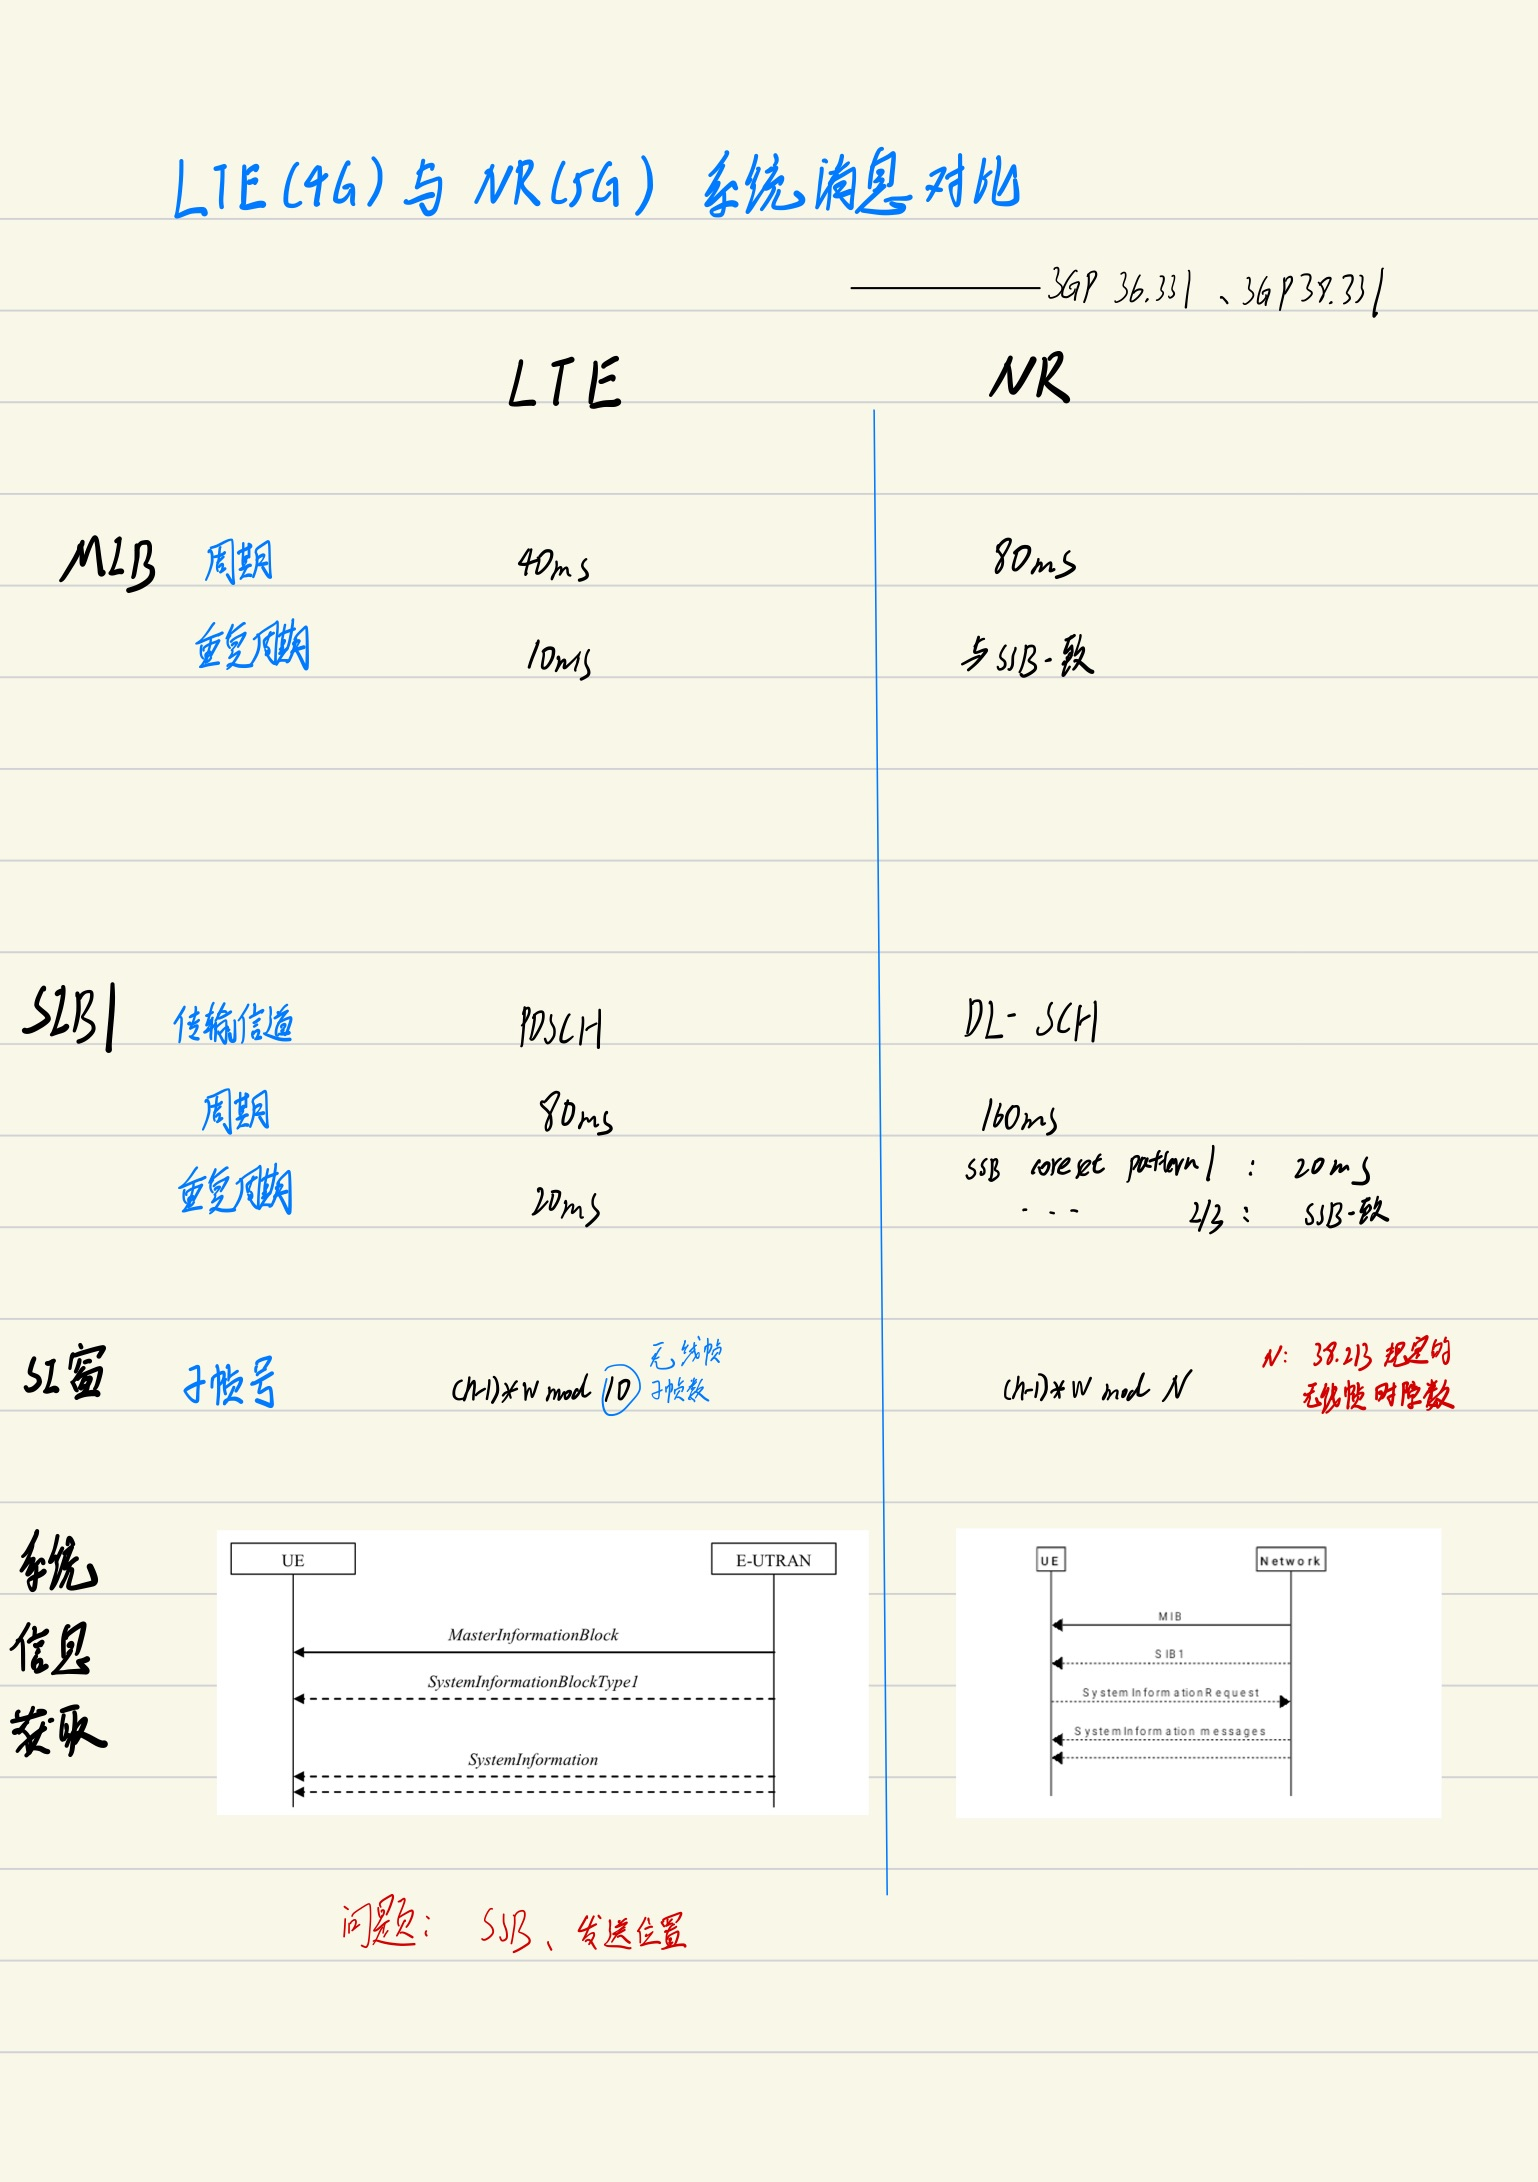 LTE(4G)与 NR(5G) 系统消息对比
3GP 36.331、3GP 38.331
LTE NR
MIB 周期 40ms 80ms
重复周期 10ms 与SSB一致
SIB1 传输信道 PDSCH DL-SCH
周期 80ms 160ms
重复周期 20ms SSB coreset pattern1 : 20ms
--- 2/3 : SSB一致
SI窗 子帧号 (n-1)*w mod 10 无线帧
子帧数
(n-1)*w mod N N: 38.213 规定的
无线帧时隙数
系统
信息
获取
UE E-UTRAN
MasterInformationBlock
SystemInformationBlockType1
SystemInformation
UE Network
MIB
SIB1
SystemInformationRequest
SystemInformation messages
问题: SSB、发送位置